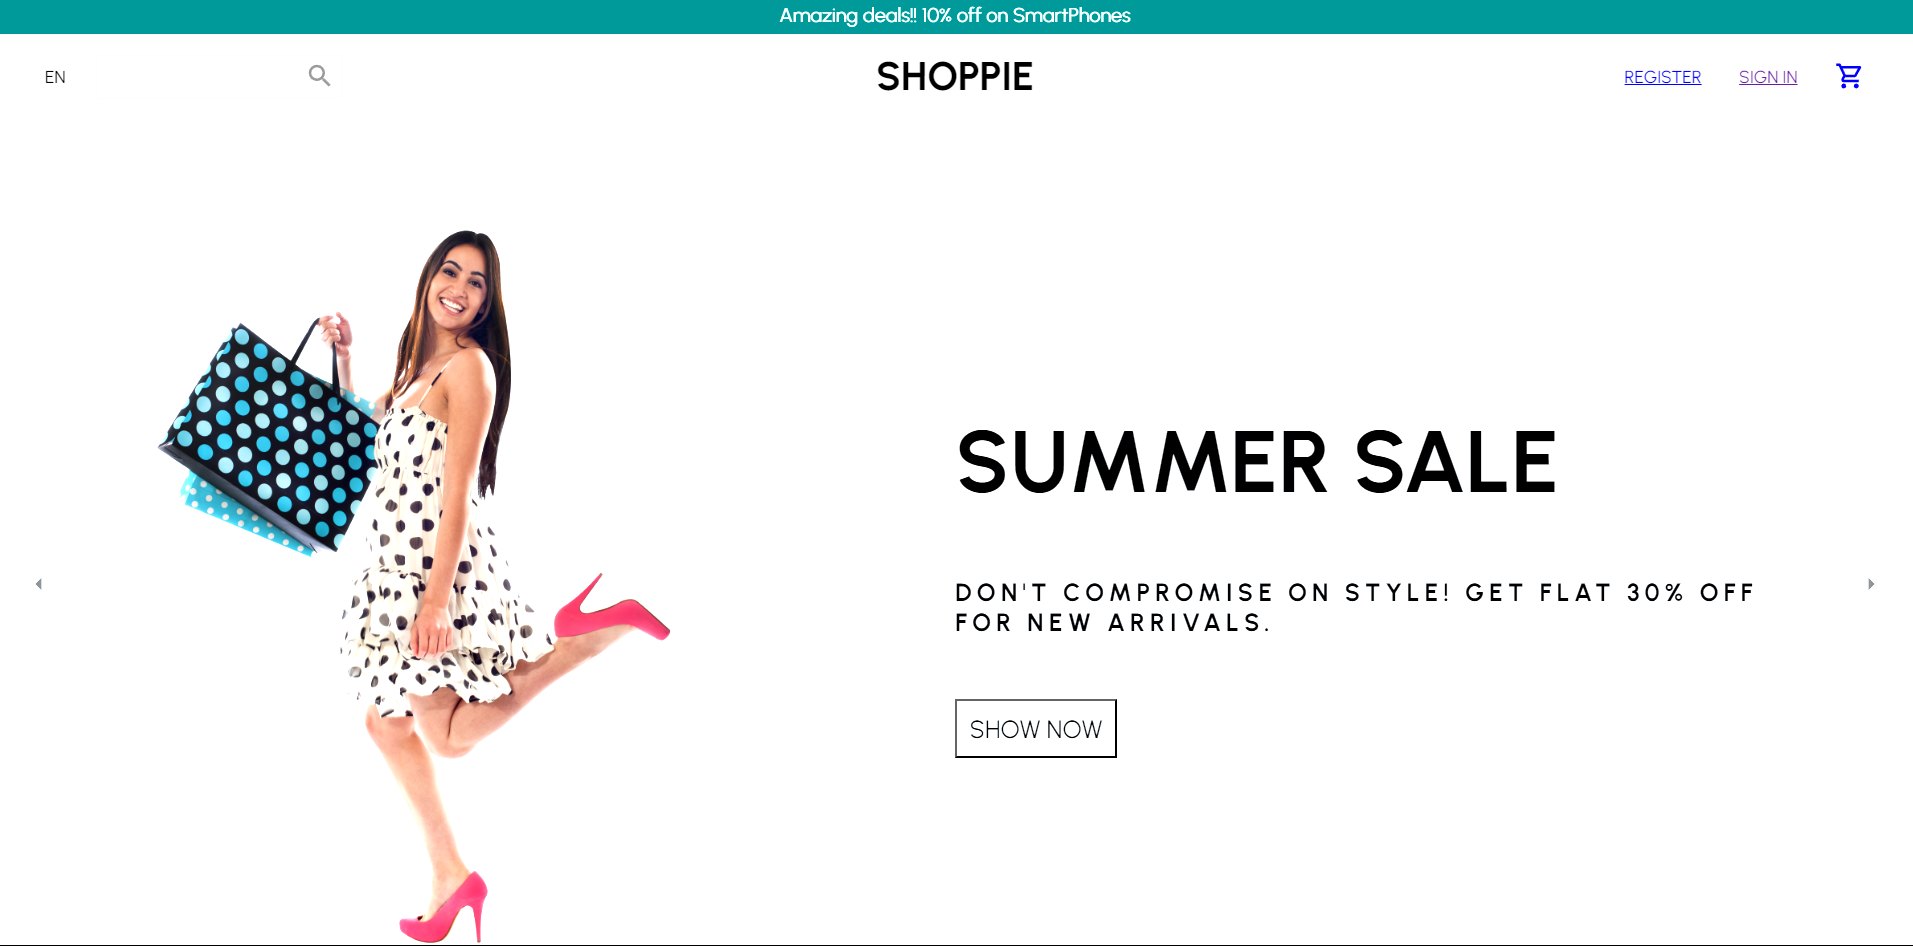 Amazing deals!! 10% off on SmartPhones
EN
SHOPPIE
REGISTER
SIGN IN
SUMMER SALE
DON'T COMPROMISE ON STYLE! GET FLAT 30% OFF
FOR NEW ARRIVALS.
SHOW NOW